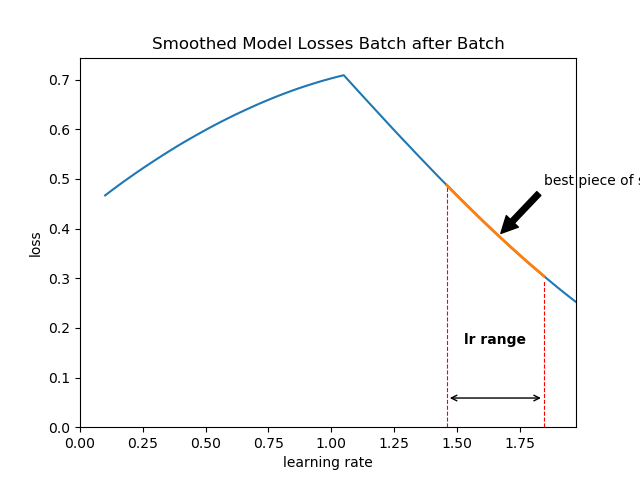 Smoothed Model Losses Batch after Batch
0.7
0.6
0.5
0.4
0.3
0.2
0.1
0.0
loss
best piece of
lr range
0.00 0.25 0.50 0.75 1.00 1.25 1.50 1.75
learning rate